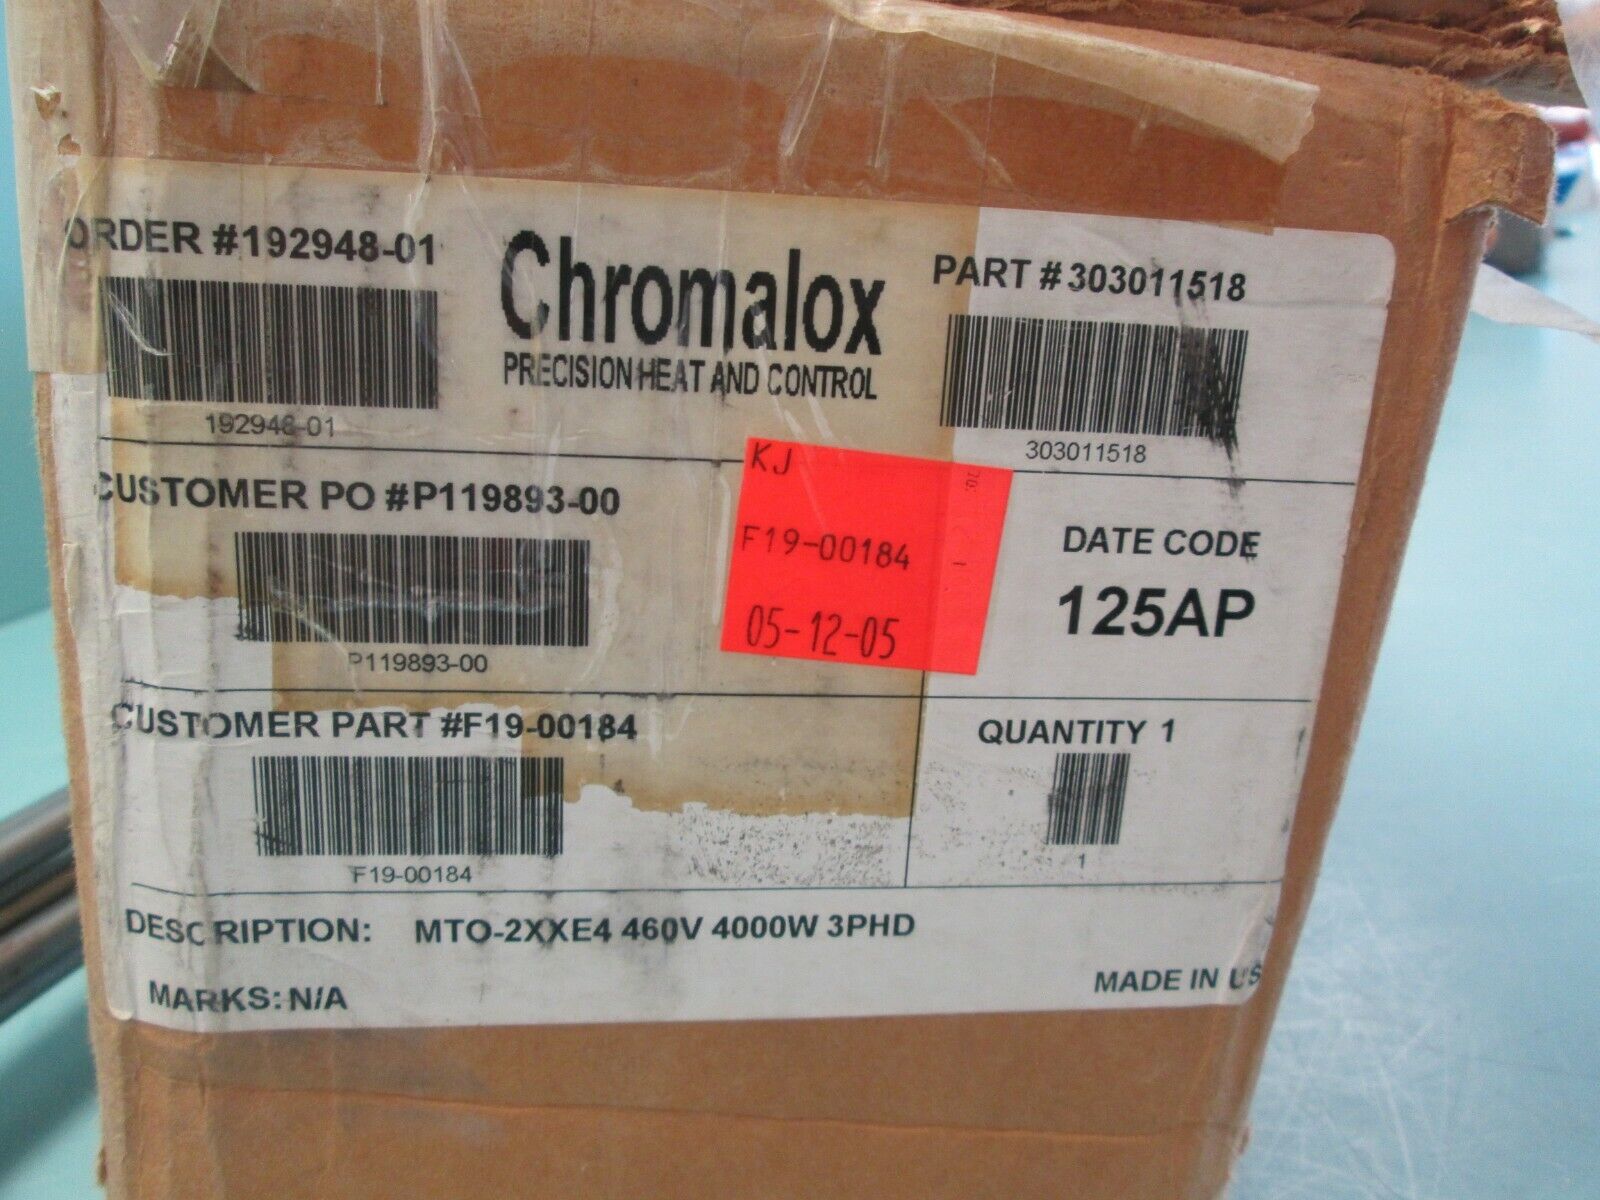 ORDER #192948-01
192948-01
Chromalox
PRECISION HEAT AND CONTROL
PART # 303011518
303011518
CUSTOMER PO #P119893-00
P119893-00
KJ
F19-00184
05-12-05
DATE CODE
125AP
CUSTOMER PART #F19-00184
F19-00184
QUANTITY 1
1
DESCRIPTION: MTO-2XXE4 460V 4000W 3PHD
MARKS: N/A
MADE IN US